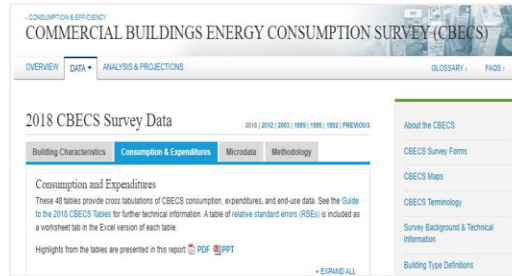 ‹ CONSUMPTION & EFFICIENCY
COMMERCIAL BUILDINGS ENERGY CONSUMPTION SURVEY (CBECS)
OVERVIEW DATA ▾ ANALYSIS & PROJECTIONS GLOSSARY › FAQS ›
2018 CBECS Survey Data 2018 | 2012 | 2003 | 1999 | 1995 | 1992 | PREVIOUS
Building Characteristics Consumption & Expenditures Microdata Methodology
Consumption and Expenditures
These 48 tables provide cross tabulations of CBECS consumption, expenditures, and end-use data. See the Guide
to the 2018 CBECS Tables for further technical information. A table of relative standard errors (RSEs) is included as
a worksheet tab in the Excel version of each table.
Highlights from the tables are presented in this report: PDF PPT
+ EXPAND ALL
About the CBECS
CBECS Survey Forms
CBECS Maps
CBECS Terminology
Survey Background & Technical
Information
Building Type Definitions